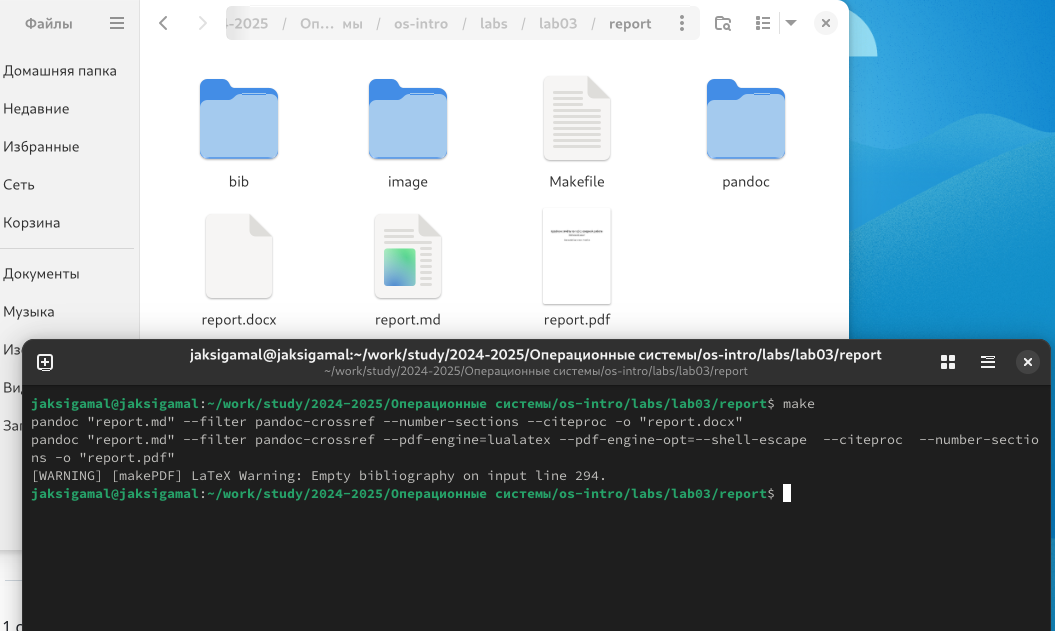 Файлы
-2025 / Оп… мы / os-intro / labs / lab03 / report
Домашняя папка
Недавние
Избранные
Сеть
Корзина
Документы
Музыка
bib
image
Makefile
pandoc
report.docx
report.md
report.pdf
jaksigamal@jaksigamal:~/work/study/2024-2025/Операционные системы/os-intro/labs/lab03/report
~/work/study/2024-2025/Операционные системы/os-intro/labs/lab03/report
jaksigamal@jaksigamal:~/work/study/2024-2025/Операционные системы/os-intro/labs/lab03/report$ make
pandoc "report.md" --filter pandoc-crossref --number-sections --citeproc -o "report.docx"
pandoc "report.md" --filter pandoc-crossref --pdf-engine=lualatex --pdf-engine-opt=--shell-escape  --citeproc  --number-sectio
ns -o "report.pdf"
[WARNING] [makePDF] LaTeX Warning: Empty bibliography on input line 294.
jaksigamal@jaksigamal:~/work/study/2024-2025/Операционные системы/os-intro/labs/lab03/report$